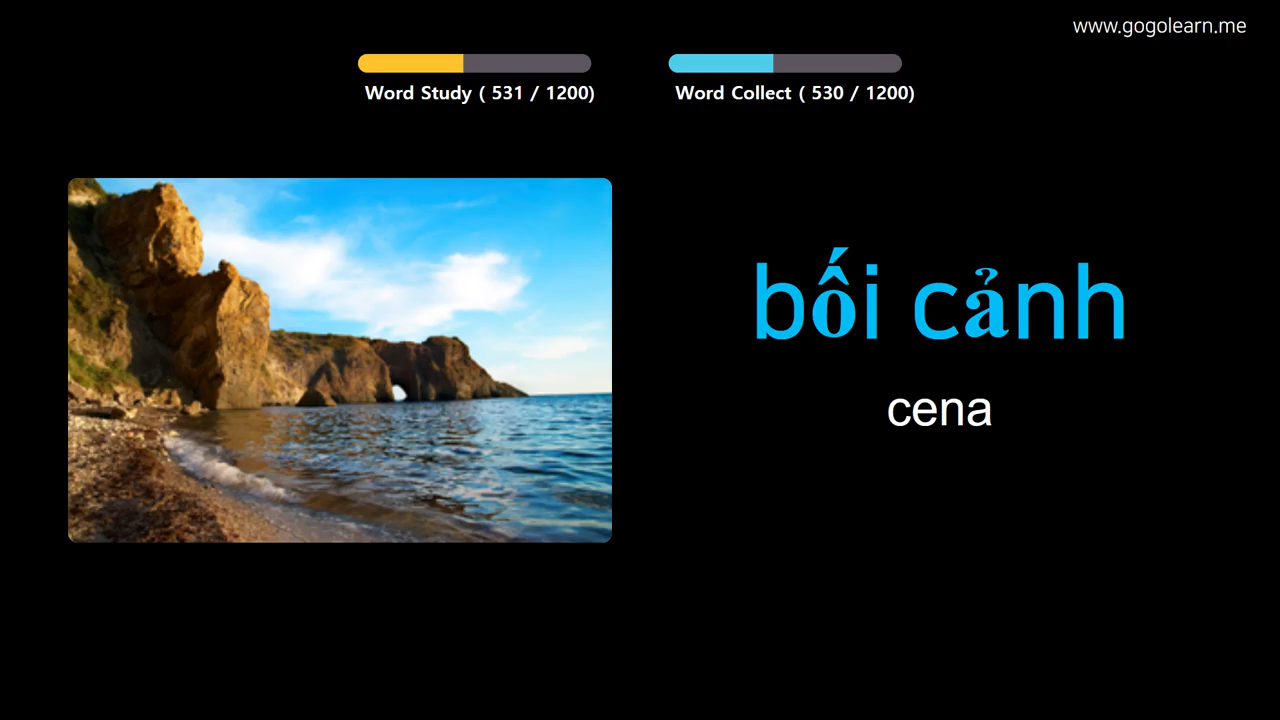 www.gogolearn.me
Word Study ( 531 / 1200)
Word Collect ( 530 / 1200)
bối cảnh
cena